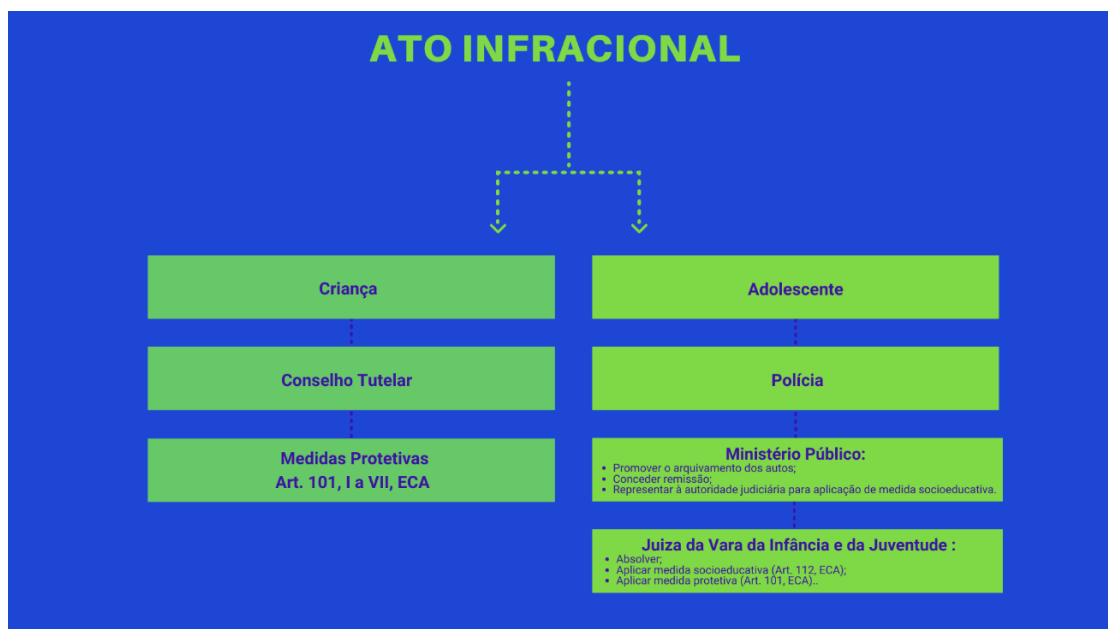 ATO INFRACIONAL
Criança
Conselho Tutelar
Medidas Protetivas
Art. 101, I a VII, ECA
Adolescente
Polícia
Ministério Público:
• Promover o arquivamento dos autos;
• Conceder remissão;
• Representar à autoridade judiciária para aplicação de medida socioeducativa.
Juiza da Vara da Infância e da Juventude :
• Absolver;
• Aplicar medida socioeducativa (Art. 112, ECA);
• Aplicar medida protetiva (Art. 101, ECA)..